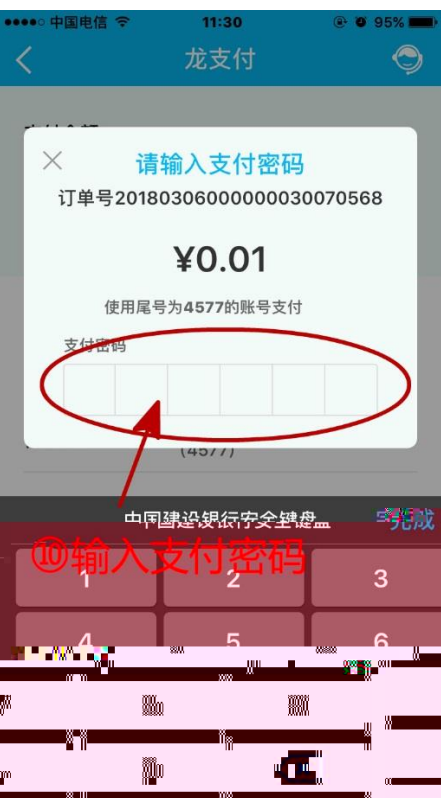 中国电信 11:30 95%
龙支付
×
请输入支付密码
订单号20180306000000030070568
¥0.01
使用尾号为4577的账号支付
支付密码
(4577)
中国建设银行安全键盘 完成
⑩输入支付密码
1 2 3
4 5 6